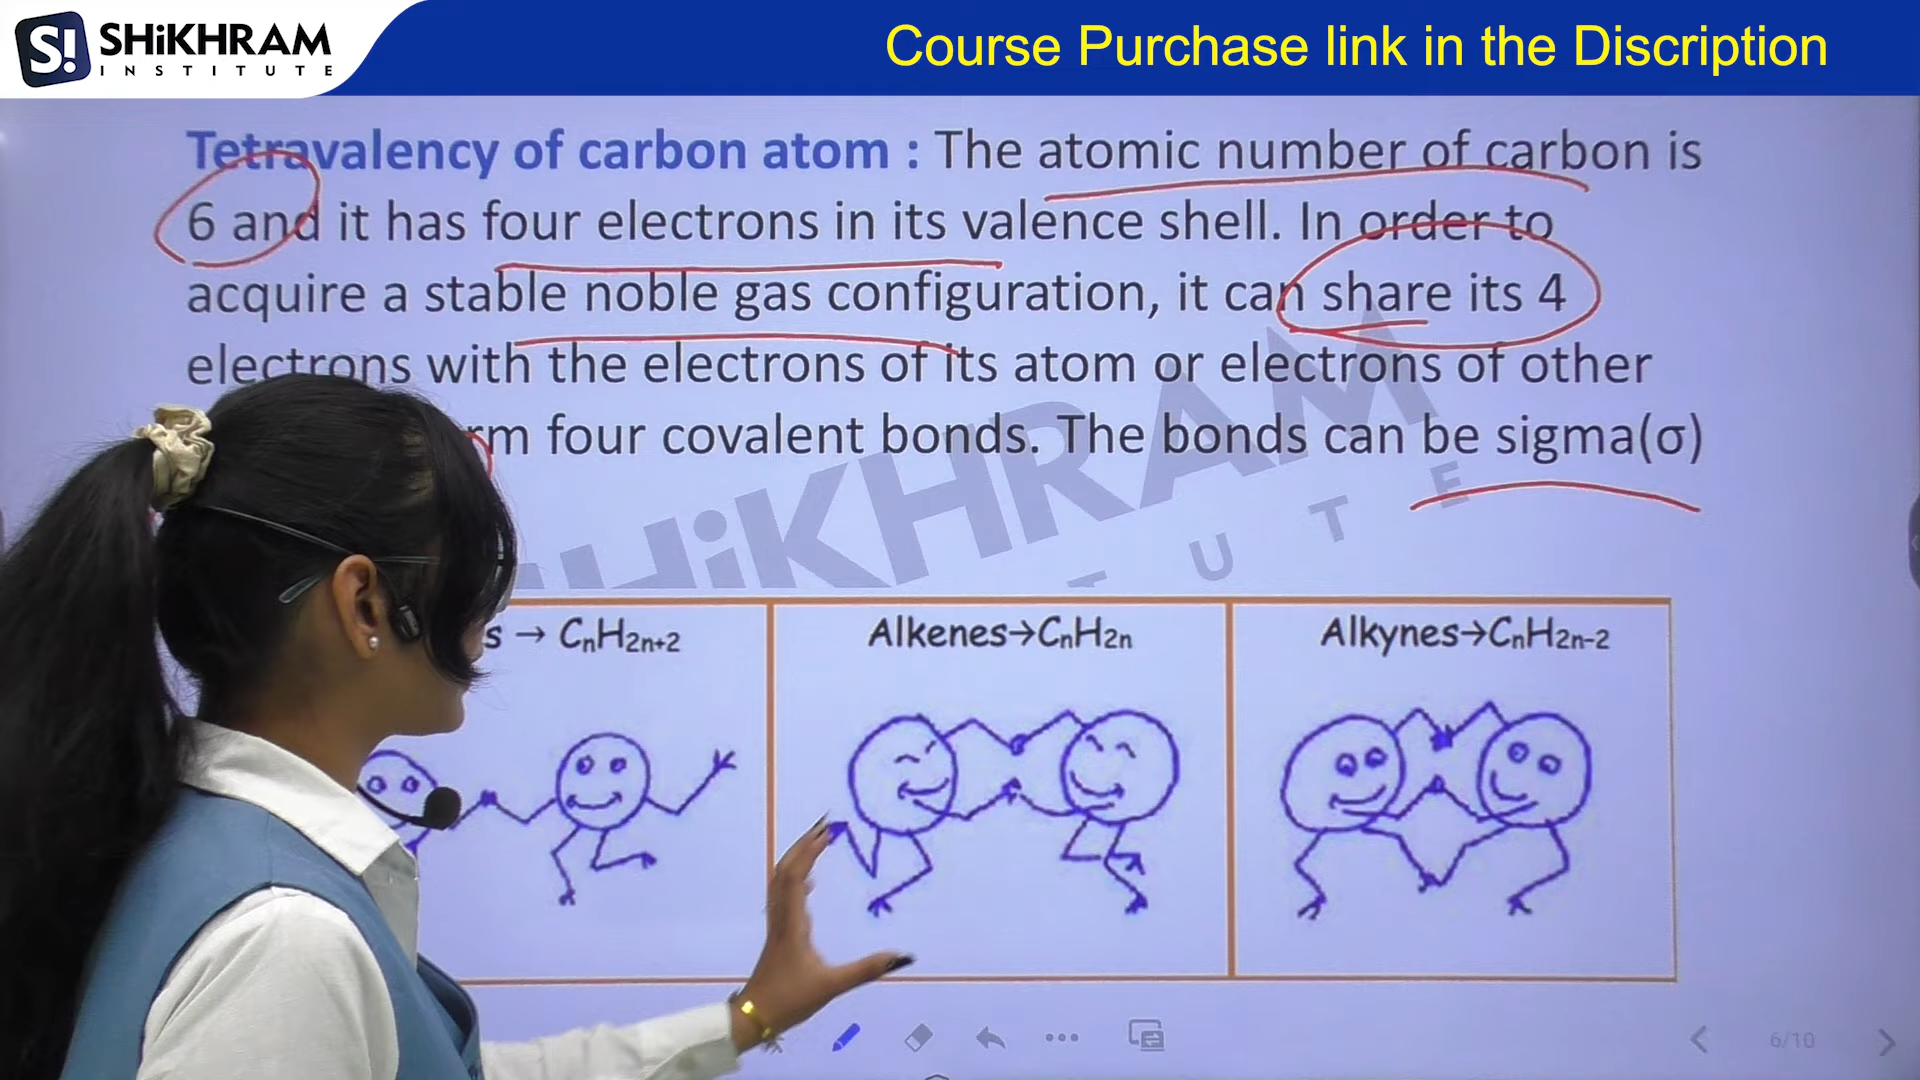 SHiKHRAM
INSTITUTE
Course Purchase link in the Discription
Tetravalency of carbon atom : The atomic number of carbon is
6 and it has four electrons in its valence shell. In order to
acquire a stable noble gas configuration, it can share its 4
electrons with the electrons of its atom or electrons of other
rm four covalent bonds. The bonds can be sigma(σ)
SHiKHRAM
T U T E
s → CnH2n+2
Alkenes→CnH2n
Alkynes→CnH2n-2
6/10